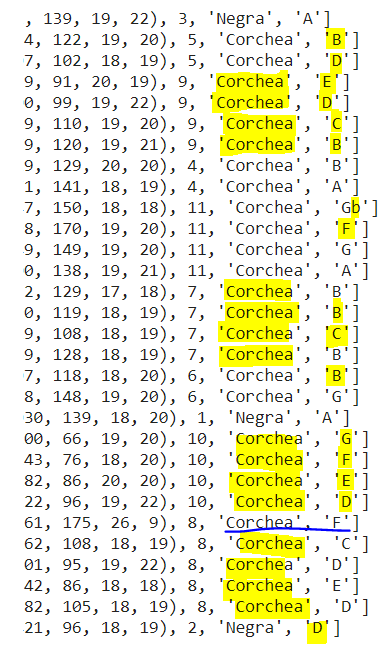 , 139, 19, 22), 3, 'Negra', 'A']
4, 122, 19, 20), 5, 'Corchea', 'B']
7, 102, 18, 19), 5, 'Corchea', 'D']
9, 91, 20, 19), 9, 'Corchea', 'E']
0, 99, 19, 22), 9, 'Corchea', 'D']
9, 110, 19, 20), 9, 'Corchea', 'C']
9, 120, 19, 21), 9, 'Corchea', 'B']
9, 129, 20, 20), 4, 'Corchea', 'B']
1, 141, 18, 19), 4, 'Corchea', 'A']
7, 150, 18, 18), 11, 'Corchea', 'Gb']
8, 170, 19, 20), 11, 'Corchea', 'F']
9, 149, 19, 20), 11, 'Corchea', 'G']
0, 138, 19, 21), 11, 'Corchea', 'A']
2, 129, 17, 18), 7, 'Corchea', 'B']
0, 119, 18, 19), 7, 'Corchea', 'B']
9, 108, 18, 19), 7, 'Corchea', 'C']
9, 128, 18, 19), 7, 'Corchea', 'B']
7, 118, 18, 20), 6, 'Corchea', 'B']
8, 148, 19, 20), 6, 'Corchea', 'G']
30, 139, 18, 20), 1, 'Negra', 'A']
00, 66, 19, 20), 10, 'Corchea', 'G']
43, 76, 18, 20), 10, 'Corchea', 'F']
82, 86, 20, 20), 10, 'Corchea', 'E']
22, 96, 19, 22), 10, 'Corchea', 'D']
61, 175, 26, 9), 8, 'Corchea', 'F']
62, 108, 18, 19), 8, 'Corchea', 'C']
01, 95, 19, 22), 8, 'Corchea', 'D']
42, 86, 18, 18), 8, 'Corchea', 'E']
82, 105, 18, 19), 8, 'Corchea', 'D']
21, 96, 18, 19), 2, 'Negra', 'D']